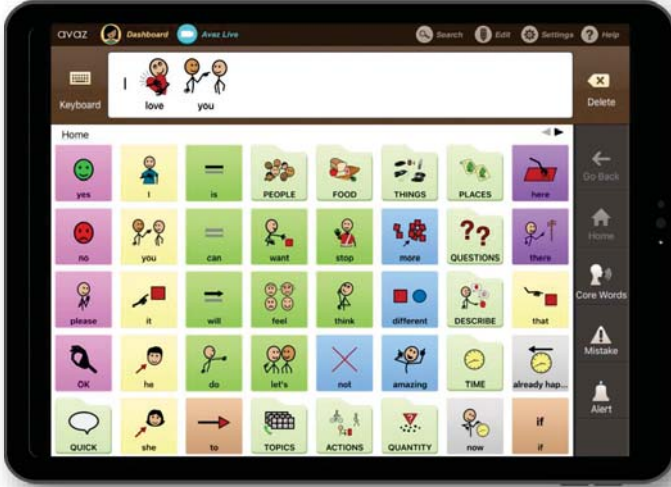 avaz Dashboard Avaz Live Search Edit Settings ? Help
Keyboard I love you Delete
Home
yes I is PEOPLE FOOD THINGS PLACES here
Go Back
no you can want stop more ?? QUESTIONS there
Home
please it will feel think different DESCRIBE that
Core Words
OK he do let's not amazing TIME already hap...
Mistake
QUICK she to TOPICS ACTIONS QUANTITY now if if
Alert